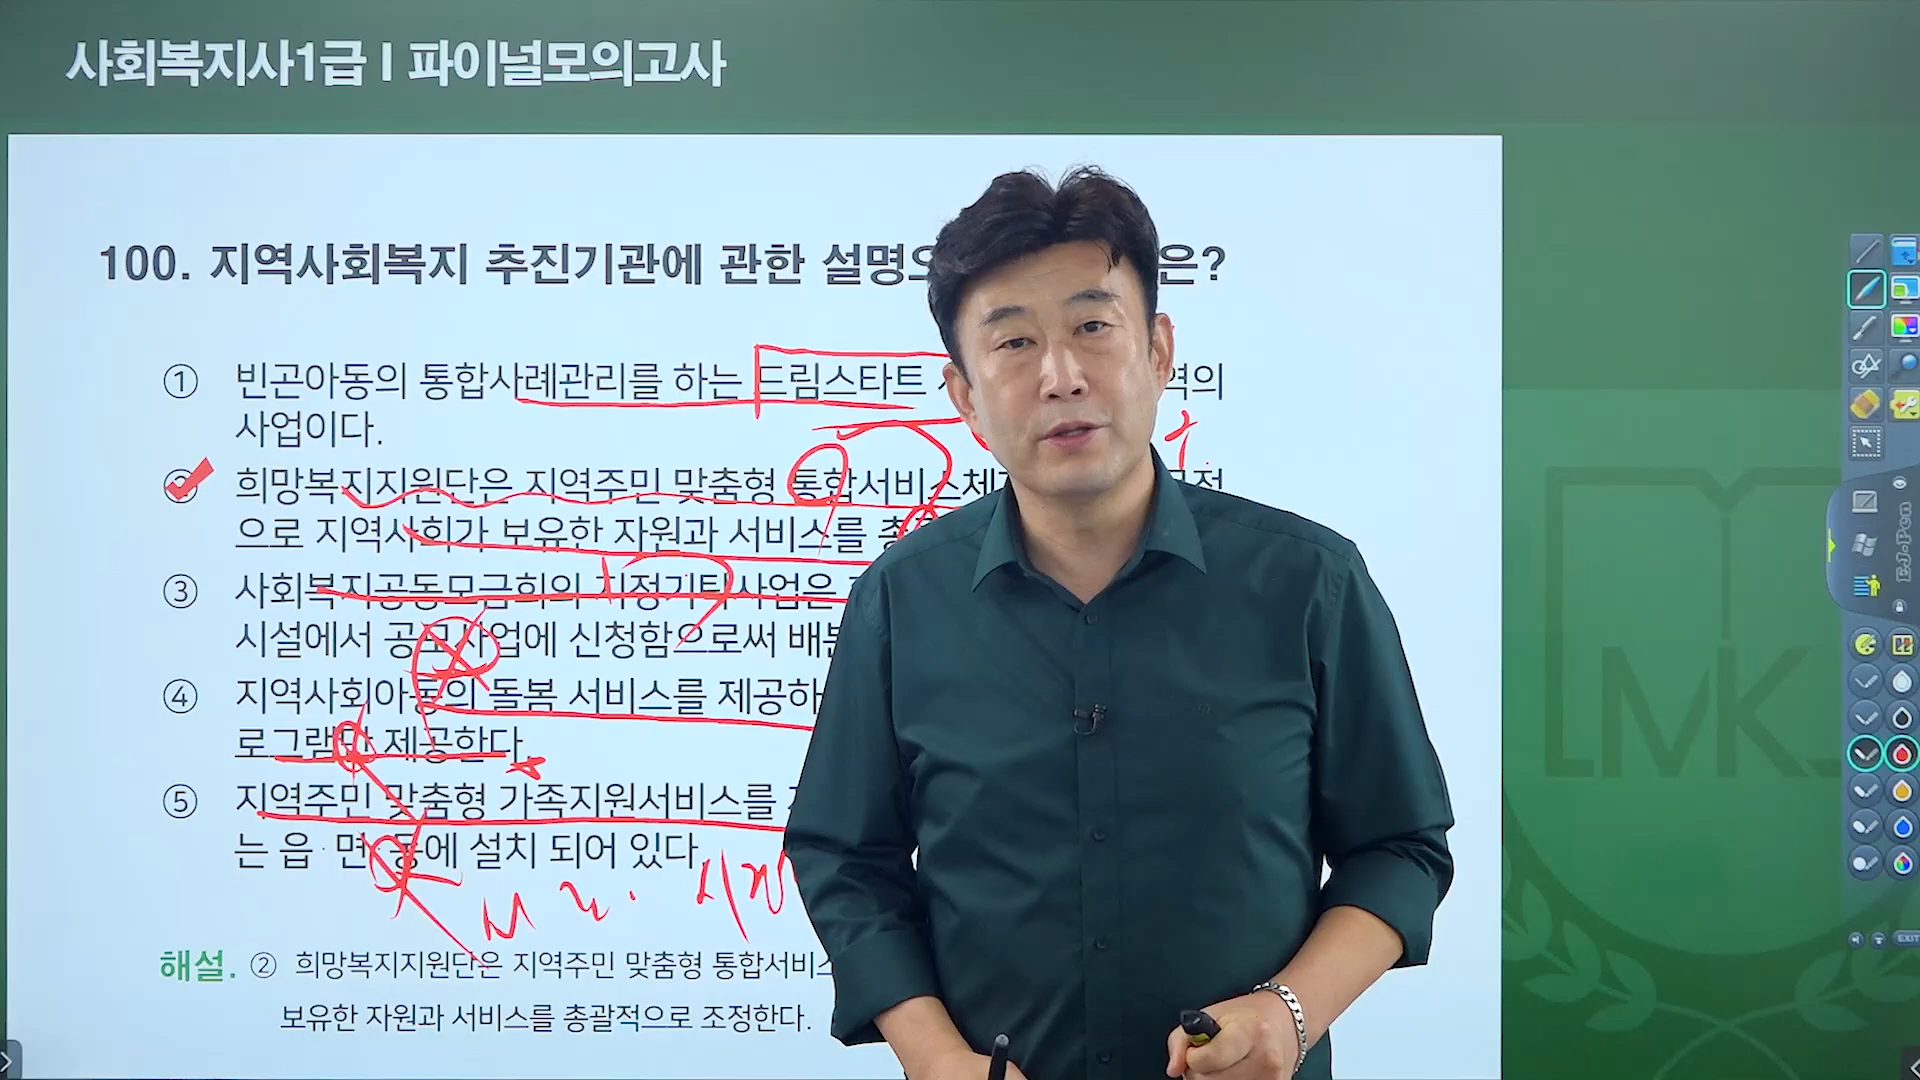 사회복지사1급 | 파이널모의고사
100. 지역사회복지 추진기관에 관한 설명으 은?
① 빈곤아동의 통합사례관리를 하는 드림스타트 역의
사업이다.
② 희망복지지원단은 지역주민 맞춤형 통합서비스체
으로 지역사회가 보유한 자원과 서비스를 총
③ 사회복지공동모금회의 지정기탁사업은
시설에서 공모사업에 신청함으로써 배분
④ 지역사회아동의 돌봄 서비스를 제공하
로그램만 제공한다.
⑤ 지역주민 맞춤형 가족지원서비스를
는 읍·면·동에 설치 되어 있다.
시군
해설. ② 희망복지지원단은 지역주민 맞춤형 통합서비스
보유한 자원과 서비스를 총괄적으로 조정한다.
MK
EJ-Pen
EXIT